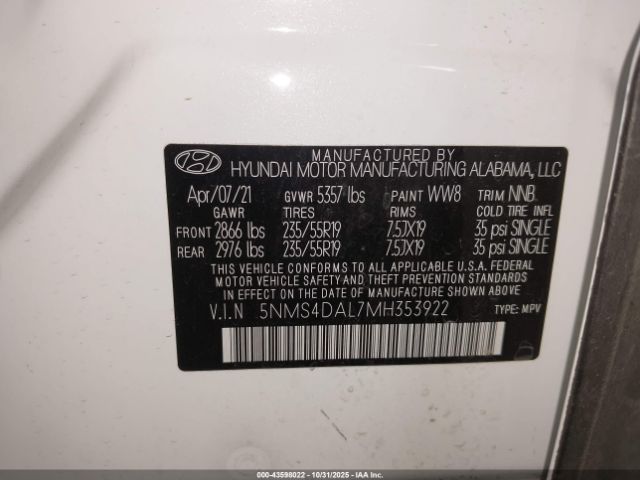 MANUFACTURED BY
HYUNDAI MOTOR MANUFACTURING ALABAMA, LLC
Apr/07/21 GVWR 5357 lbs PAINT WW8 TRIM NNB
GAWR TIRES RIMS COLD TIRE INFL
FRONT 2866 lbs 235/55R19 7.5JX19 35 psi SINGLE
REAR 2976 lbs 235/55R19 7.5JX19 35 psi SINGLE
THIS VEHICLE CONFORMS TO ALL APPLICABLE U.S.A. FEDERAL
MOTOR VEHICLE SAFETY, AND THEFT PREVENTION
STANDARDS IN EFFECT ON THE DATE OF MANUFACTURE
SHOWN ABOVE
V.I.N 5NMS4DAL7MH353922 TYPE: MPV
000-43598022 - 10/31/2025 - IAAI.COM